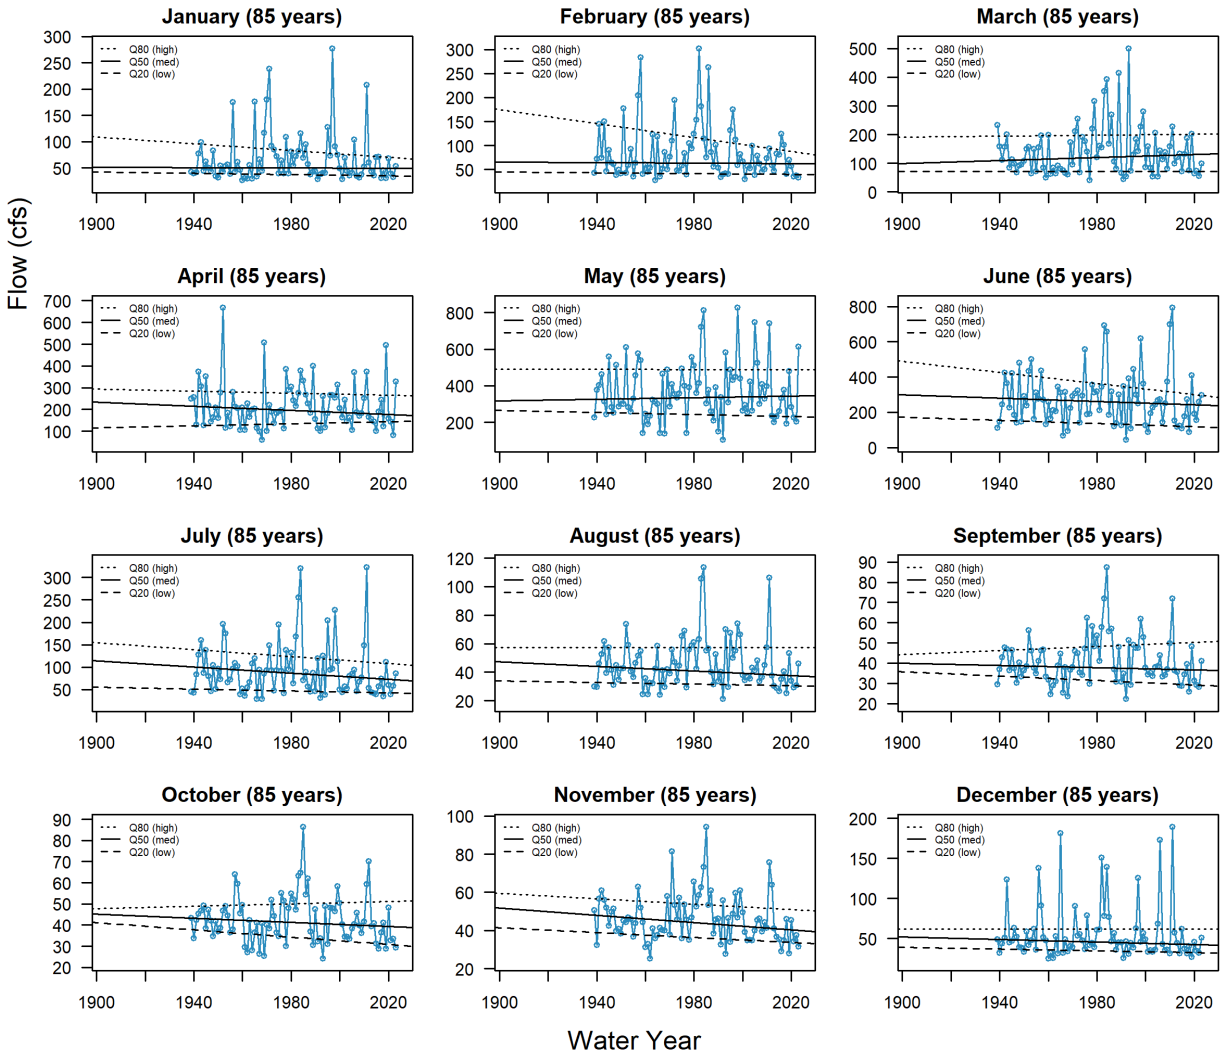 January (85 years)
300
250
200
150
100
50
Q80 (high)
Q50 (med)
Q20 (low)
1900 1940 1980 2020
February (85 years)
300
250
200
150
100
50
Q80 (high)
Q50 (med)
Q20 (low)
1900 1940 1980 2020
March (85 years)
500
400
300
200
100
0
Q80 (high)
Q50 (med)
Q20 (low)
1900 1940 1980 2020
Flow (cfs)
April (85 years)
700
600
500
400
300
200
100
Q80 (high)
Q50 (med)
Q20 (low)
1900 1940 1980 2020
May (85 years)
800
600
400
200
Q80 (high)
Q50 (med)
Q20 (low)
1900 1940 1980 2020
June (85 years)
800
600
400
200
0
Q80 (high)
Q50 (med)
Q20 (low)
1900 1940 1980 2020
July (85 years)
300
250
200
150
100
50
Q80 (high)
Q50 (med)
Q20 (low)
1900 1940 1980 2020
August (85 years)
120
100
80
60
40
20
Q80 (high)
Q50 (med)
Q20 (low)
1900 1940 1980 2020
September (85 years)
90
80
70
60
50
40
30
20
Q80 (high)
Q50 (med)
Q20 (low)
1900 1940 1980 2020
October (85 years)
90
80
70
60
50
40
30
20
Q80 (high)
Q50 (med)
Q20 (low)
1900 1940 1980 2020
November (85 years)
100
80
60
40
20
Q80 (high)
Q50 (med)
Q20 (low)
1900 1940 1980 2020
December (85 years)
200
150
100
50
Q80 (high)
Q50 (med)
Q20 (low)
1900 1940 1980 2020
Water Year